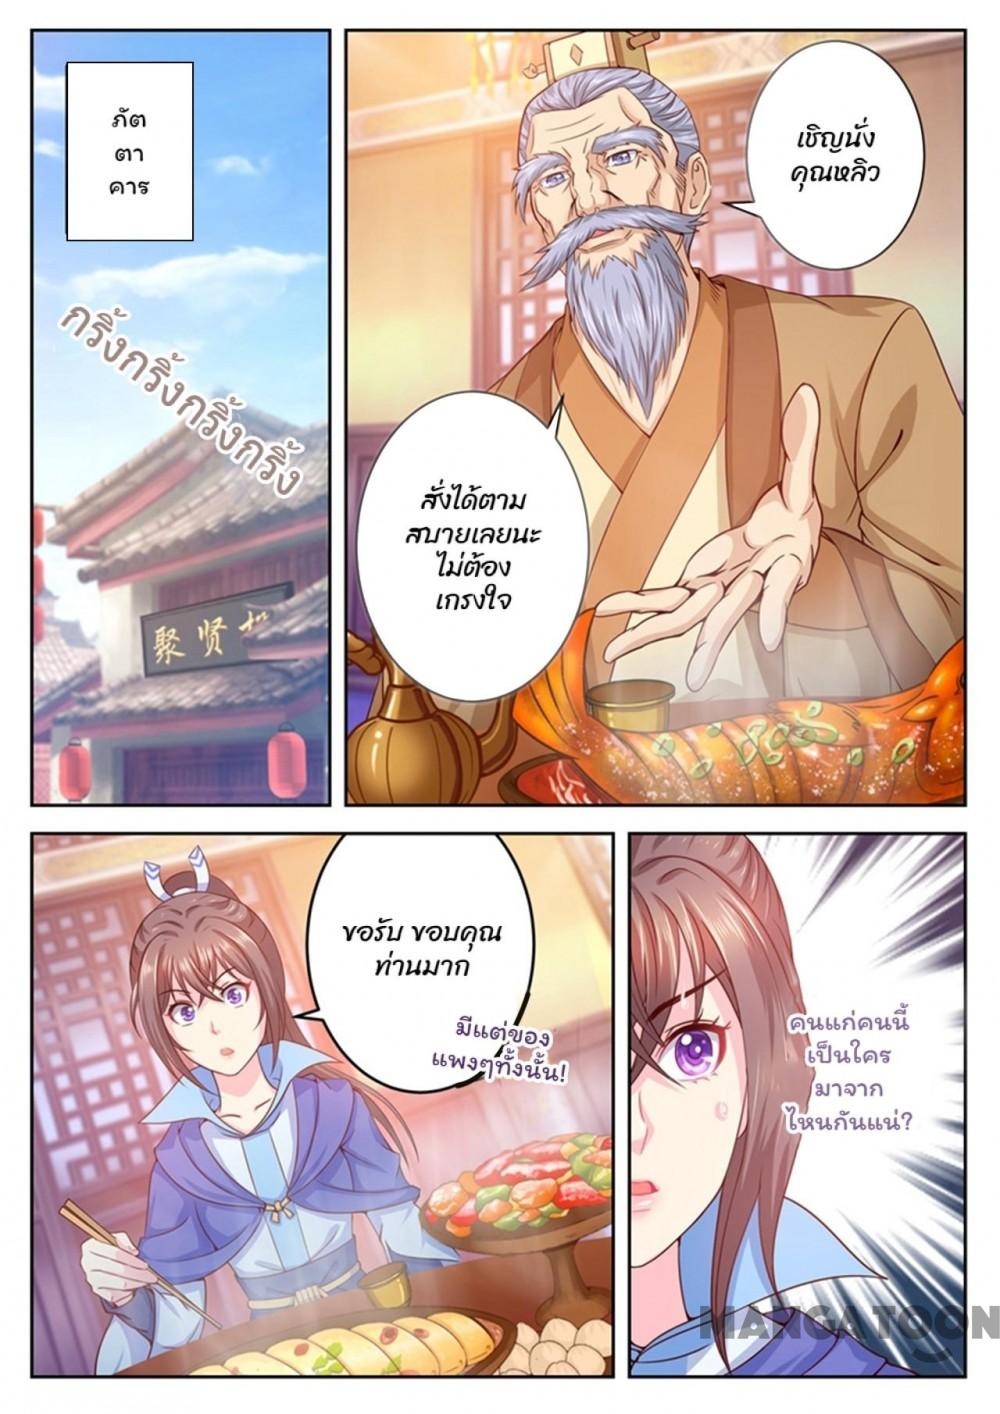 ภัต
ตา
คาร
กริ๊งกริ๊งกริ๊งกริ๊ง
聚贤
เชิญนั่ง
คุณหลิว
สั่งได้ตาม
สบายเลยนะ
ไม่ต้อง
เกรงใจ
ขอรับ ขอบคุณ
ท่านมาก
มีแต่ของ
แพงๆทั้งนั้น!
คนแก่คนนี้
เป็นใคร
มาจาก
ไหนกันแน่?
MANGATOON